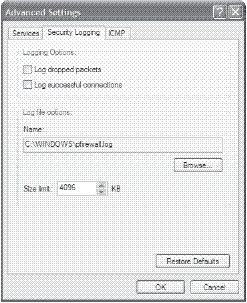 Advanced Settings
Services Security Logging ICMP
Logging Options:
Log dropped packets
Log successful connections
Log file options:
Name:
C:\WINDOWS\pfirewall.log
Browse...
Size limit: 4096 KB
Restore Defaults
OK Cancel